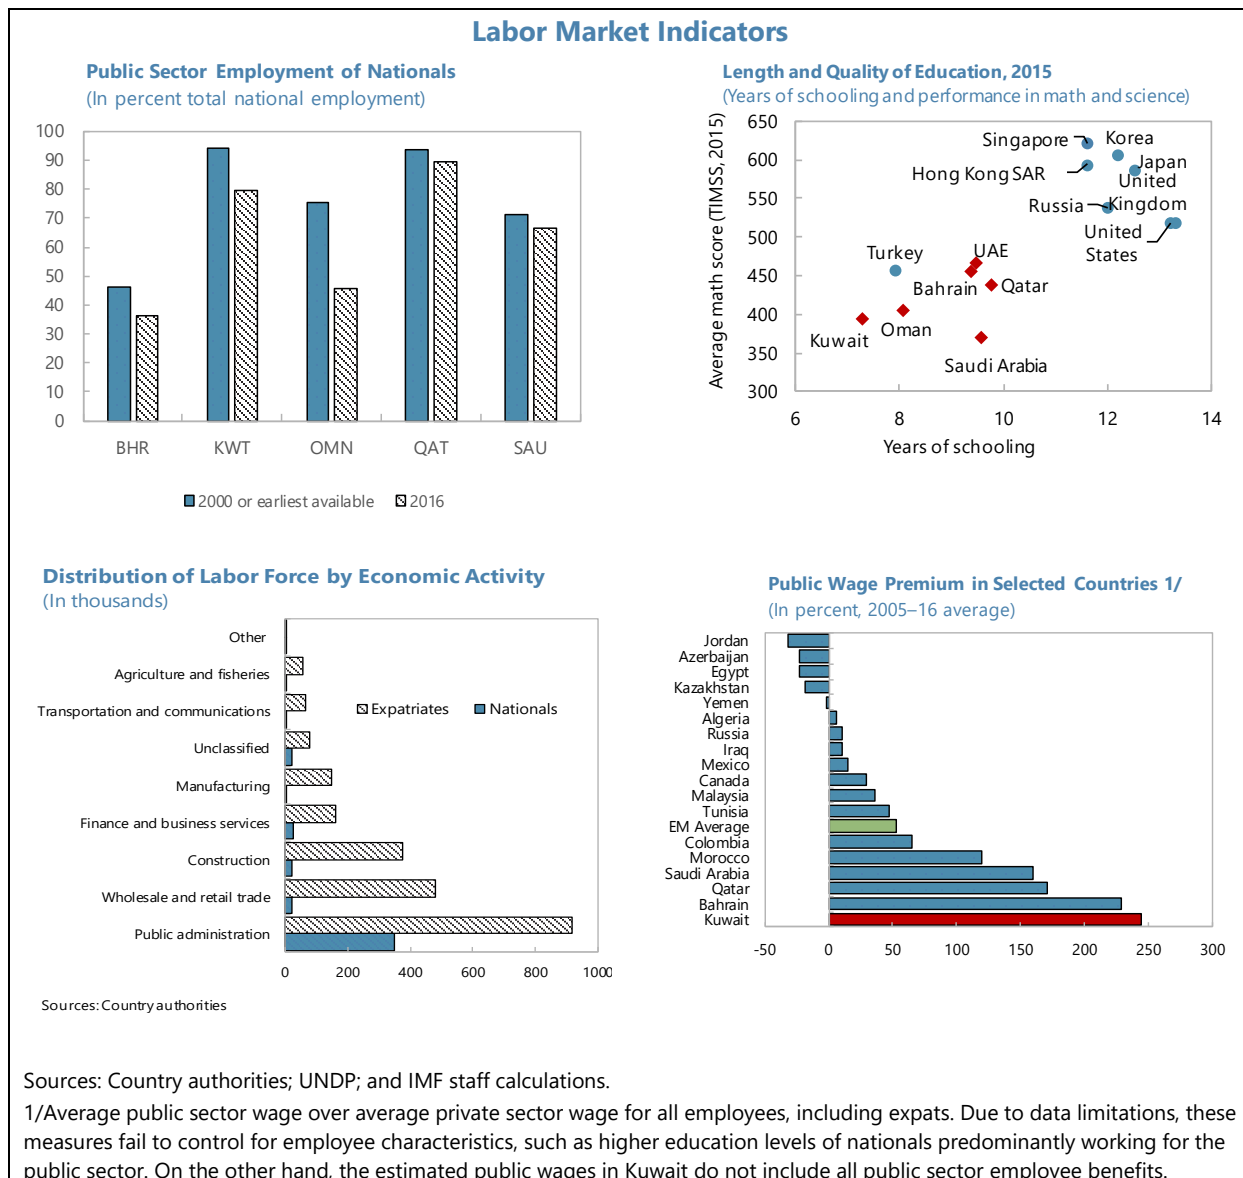 Labor Market Indicators
Public Sector Employment of Nationals
(In percent total national employment)
100
90
80
70
60
50
40
30
20
10
0
BHR KWT OMN QAT SAU
2000 or earliest available 2016
Length and Quality of Education, 2015
(Years of schooling and performance in math and science)
Average math score (TIMSS, 2015)
650
600
550
500
450
400
350
300
Singapore
Korea
Hong Kong SAR
Japan
United
Kingdom
Russia
United
States
Turkey
UAE
Bahrain
Qatar
Kuwait
Oman
Saudi Arabia
6 8 10 12 14
Years of schooling
Distribution of Labor Force by Economic Activity
(In thousands)
Other
Agriculture and fisheries
Transportation and communications
Unclassified
Manufacturing
Finance and business services
Construction
Wholesale and retail trade
Public administration
Expatriates Nationals
0 200 400 600 800 1000
Sources: Country authorities
Public Wage Premium in Selected Countries 1/
(In percent, 2005–16 average)
Jordan
Azerbaijan
Egypt
Kazakhstan
Yemen
Algeria
Russia
Iraq
Mexico
Canada
Malaysia
Tunisia
EM Average
Colombia
Morocco
Saudi Arabia
Qatar
Bahrain
Kuwait
-50 0 50 100 150 200 250 300
Sources: Country authorities; UNDP; and IMF staff calculations.
1/Average public sector wage over average private sector wage for all employees, including expats. Due to data limitations, these
measures fail to control for employee characteristics, such as higher education levels of nationals predominantly working for the
public sector. On the other hand, the estimated public wages in Kuwait do not include all public sector employee benefits.